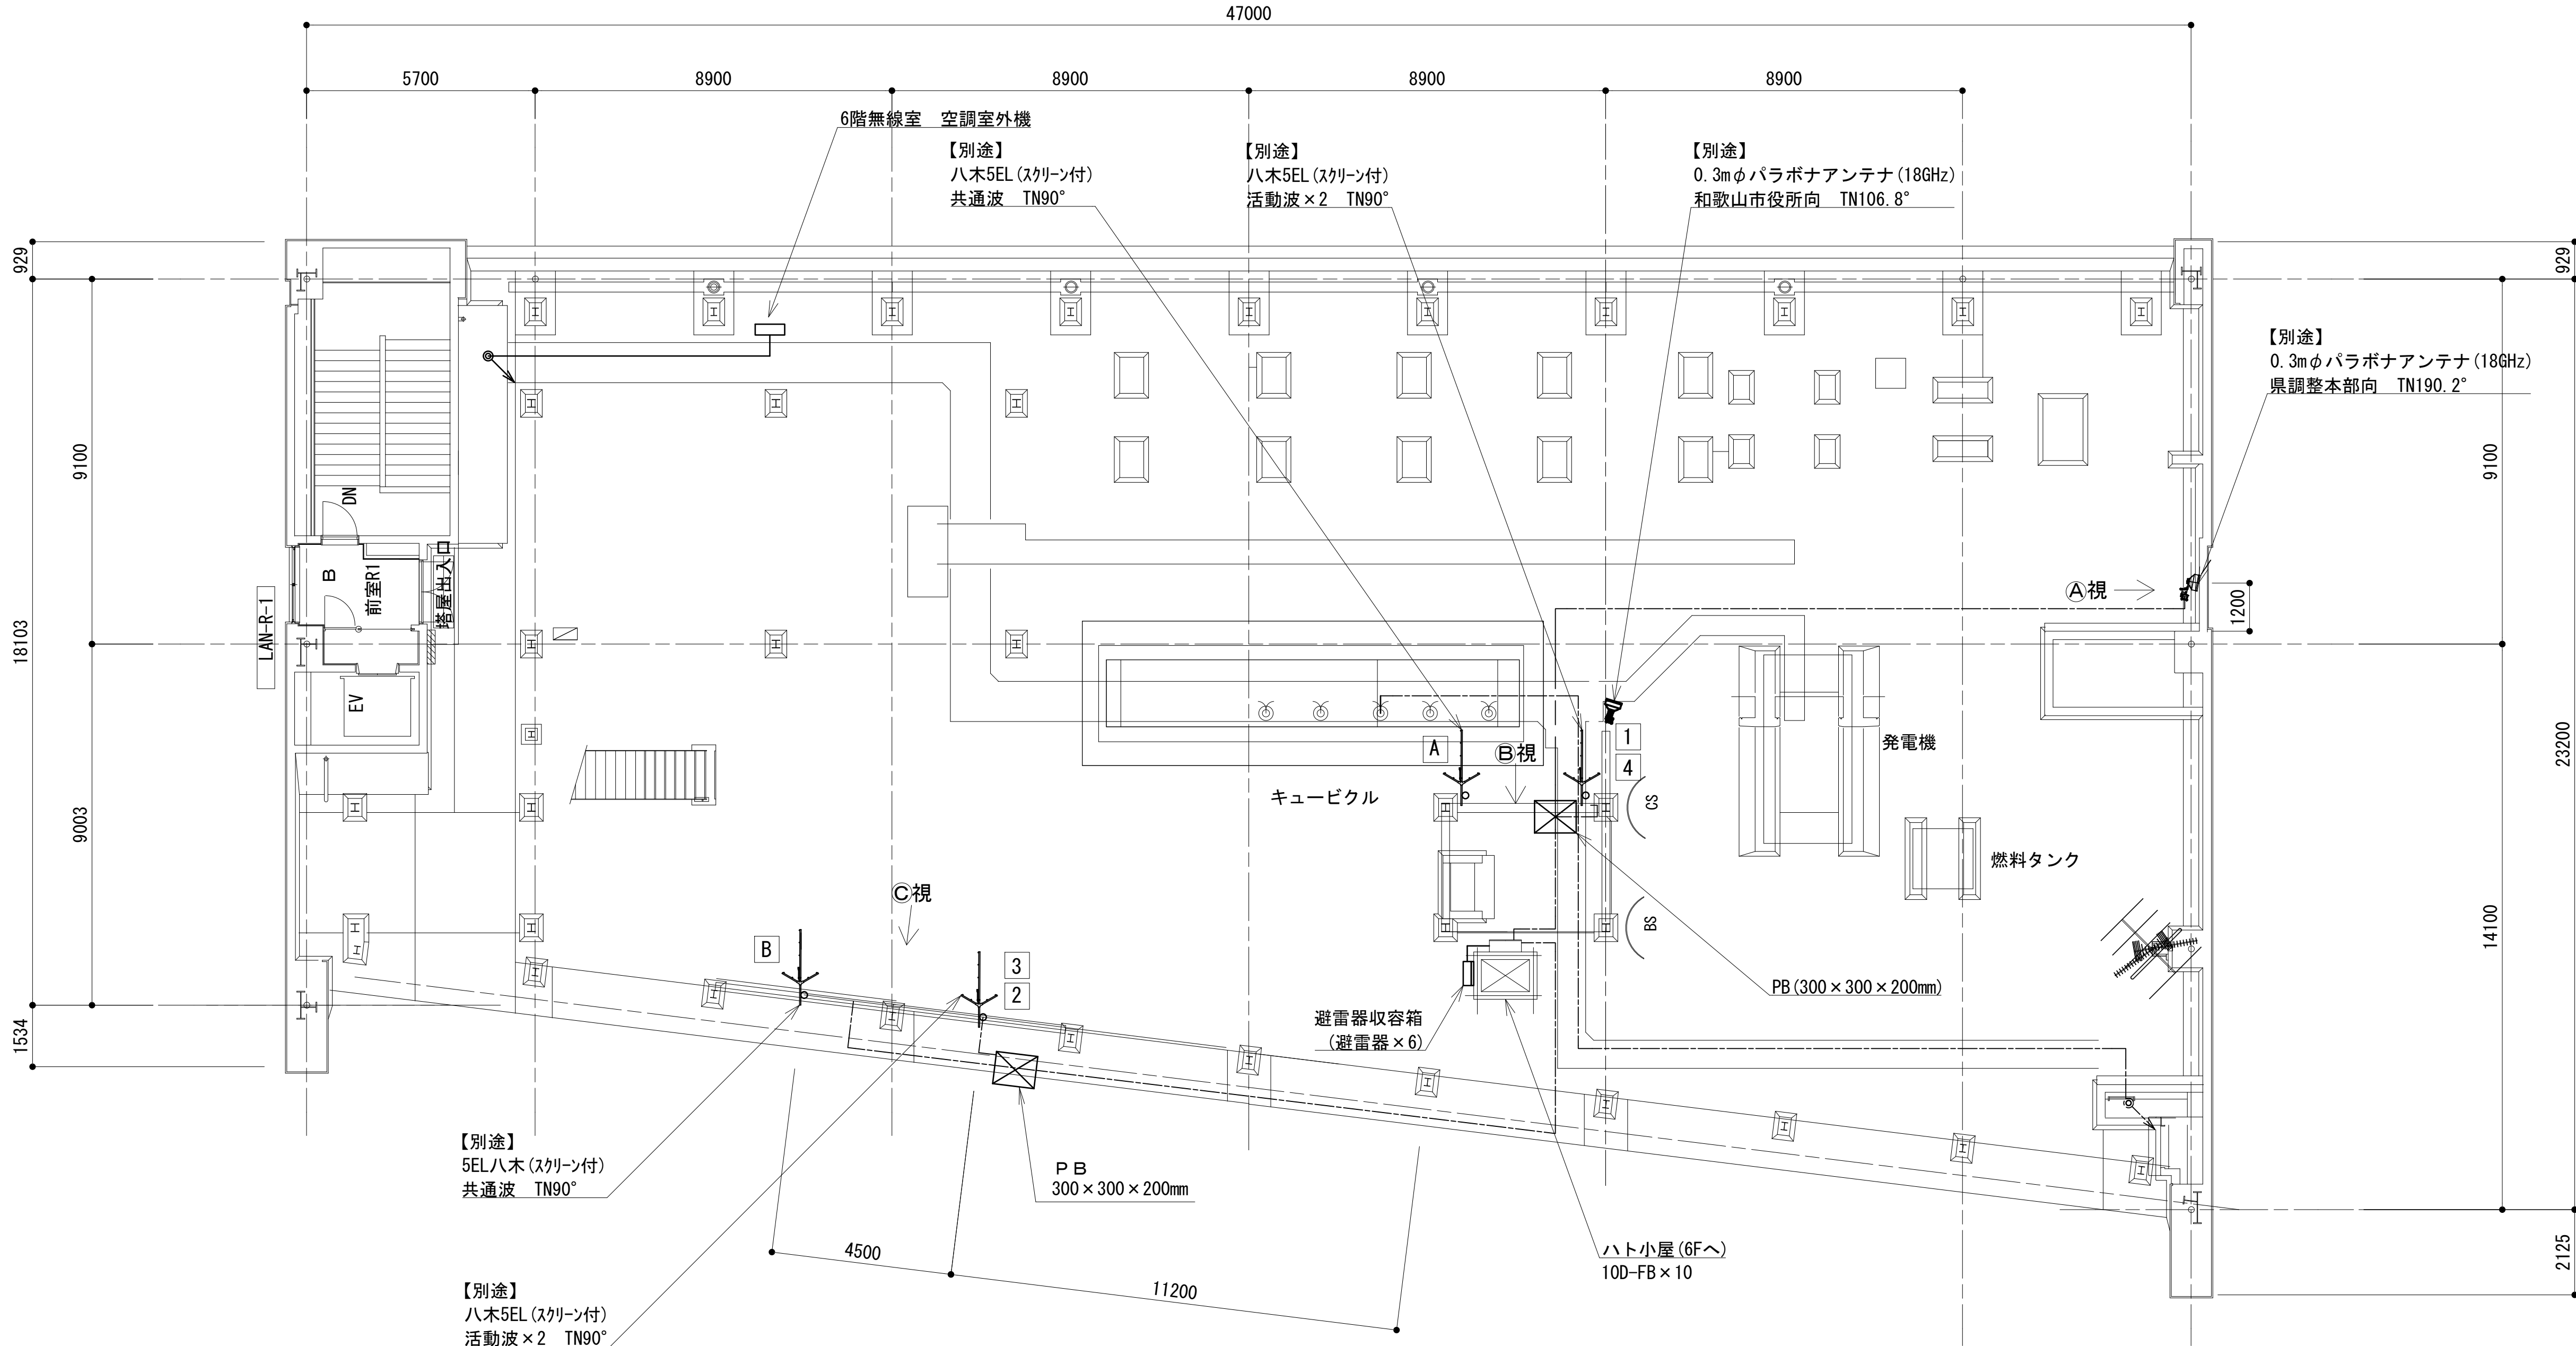 47000
5700
8900
8900
8900
8900
6階無線室　空調室外機
【別途】
八木5EL(スクリーン付)
共通波　TN90°
【別途】
八木5EL(スクリーン付)
活動波×2　TN90°
【別途】
0.3mφパラボナアンテナ(18GHz)
和歌山市役所向　TN106.8°
【別途】
0.3mφパラボナアンテナ(18GHz)
県調整本部向　TN190.2°
929
9100
18103
9003
1534
929
9100
23200
14100
2125
1200
DN
B
前室R1
塔屋出入口
LAN-R-1
EV
Ⓐ視
A
Ⓑ視
1
4
発電機
キュービクル
CS
BS
燃料タンク
Ⓒ視
B
3
2
PB(300×300×200mm)
避雷器収容箱
(避雷器×6)
【別途】
5EL八木(スクリーン付)
共通波　TN90°
ＰＢ
300×300×200mm
4500
11200
ハト小屋(6Fへ)
10D-FB×10
【別途】
八木5EL(スクリーン付)
活動波×2　TN90°